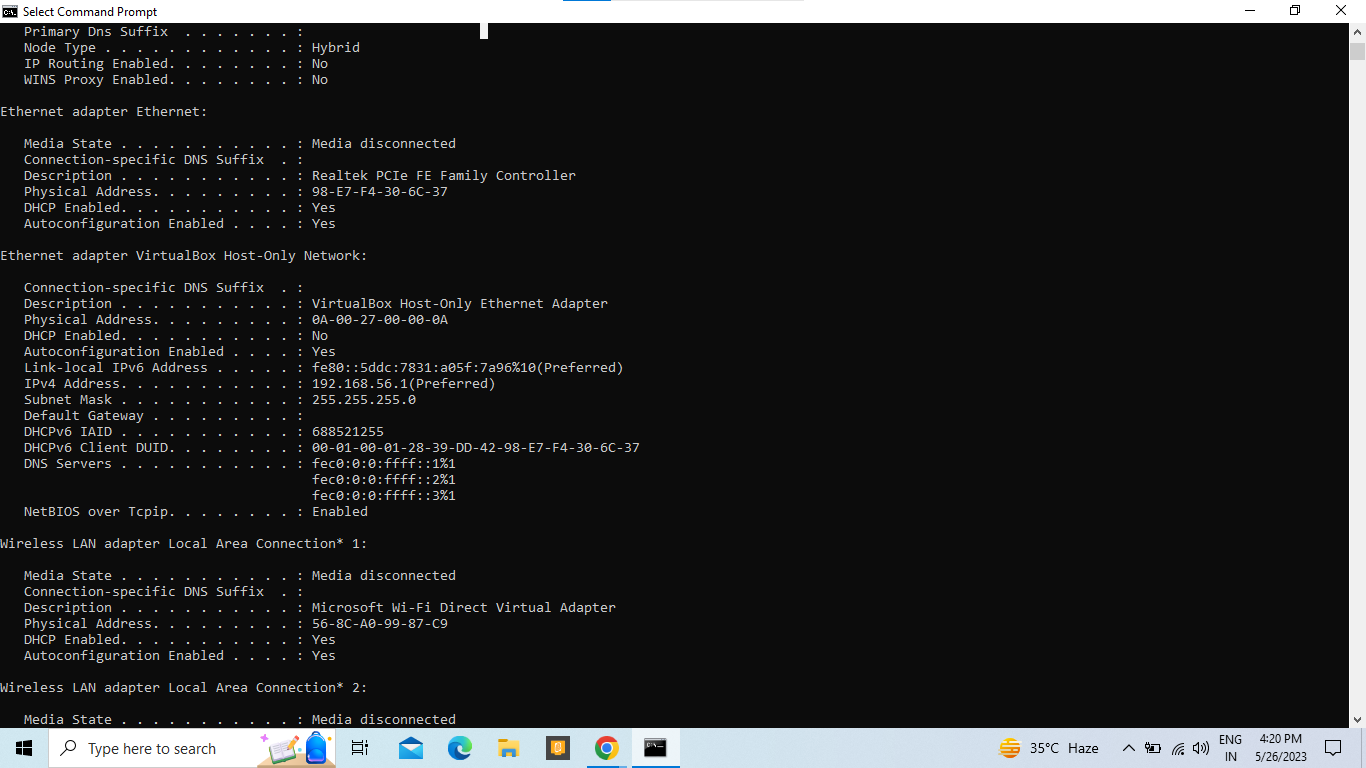 Select Command Prompt
   Primary Dns Suffix  . . . . . . . :
   Node Type . . . . . . . . . . . . : Hybrid
   IP Routing Enabled. . . . . . . . : No
   WINS Proxy Enabled. . . . . . . . : No
Ethernet adapter Ethernet:
   Media State . . . . . . . . . . . : Media disconnected
   Connection-specific DNS Suffix  . :
   Description . . . . . . . . . . . : Realtek PCIe FE Family Controller
   Physical Address. . . . . . . . . : 98-E7-F4-30-6C-37
   DHCP Enabled. . . . . . . . . . . : Yes
   Autoconfiguration Enabled . . . . : Yes
Ethernet adapter VirtualBox Host-Only Network:
   Connection-specific DNS Suffix  . :
   Description . . . . . . . . . . . : VirtualBox Host-Only Ethernet Adapter
   Physical Address. . . . . . . . . : 0A-00-27-00-00-0A
   DHCP Enabled. . . . . . . . . . . : No
   Autoconfiguration Enabled . . . . : Yes
   Link-local IPv6 Address . . . . . : fe80::5ddc:7831:a05f:7a96%10(Preferred)
   IPv4 Address. . . . . . . . . . . : 192.168.56.1(Preferred)
   Subnet Mask . . . . . . . . . . . : 255.255.255.0
   Default Gateway . . . . . . . . . :
   DHCPv6 IAID . . . . . . . . . . . : 688521255
   DHCPv6 Client DUID. . . . . . . . : 00-01-00-01-28-39-DD-42-98-E7-F4-30-6C-37
   DNS Servers . . . . . . . . . . . : fec0:0:0:ffff::1%1
                                       fec0:0:0:ffff::2%1
                                       fec0:0:0:ffff::3%1
   NetBIOS over Tcpip. . . . . . . . : Enabled
Wireless LAN adapter Local Area Connection* 1:
   Media State . . . . . . . . . . . : Media disconnected
   Connection-specific DNS Suffix  . :
   Description . . . . . . . . . . . : Microsoft Wi-Fi Direct Virtual Adapter
   Physical Address. . . . . . . . . : 56-8C-A0-99-87-C9
   DHCP Enabled. . . . . . . . . . . : Yes
   Autoconfiguration Enabled . . . . : Yes
Wireless LAN adapter Local Area Connection* 2:
   Media State . . . . . . . . . . . : Media disconnected
Type here to search
35°C Haze
ENG
IN
4:20 PM
5/26/2023